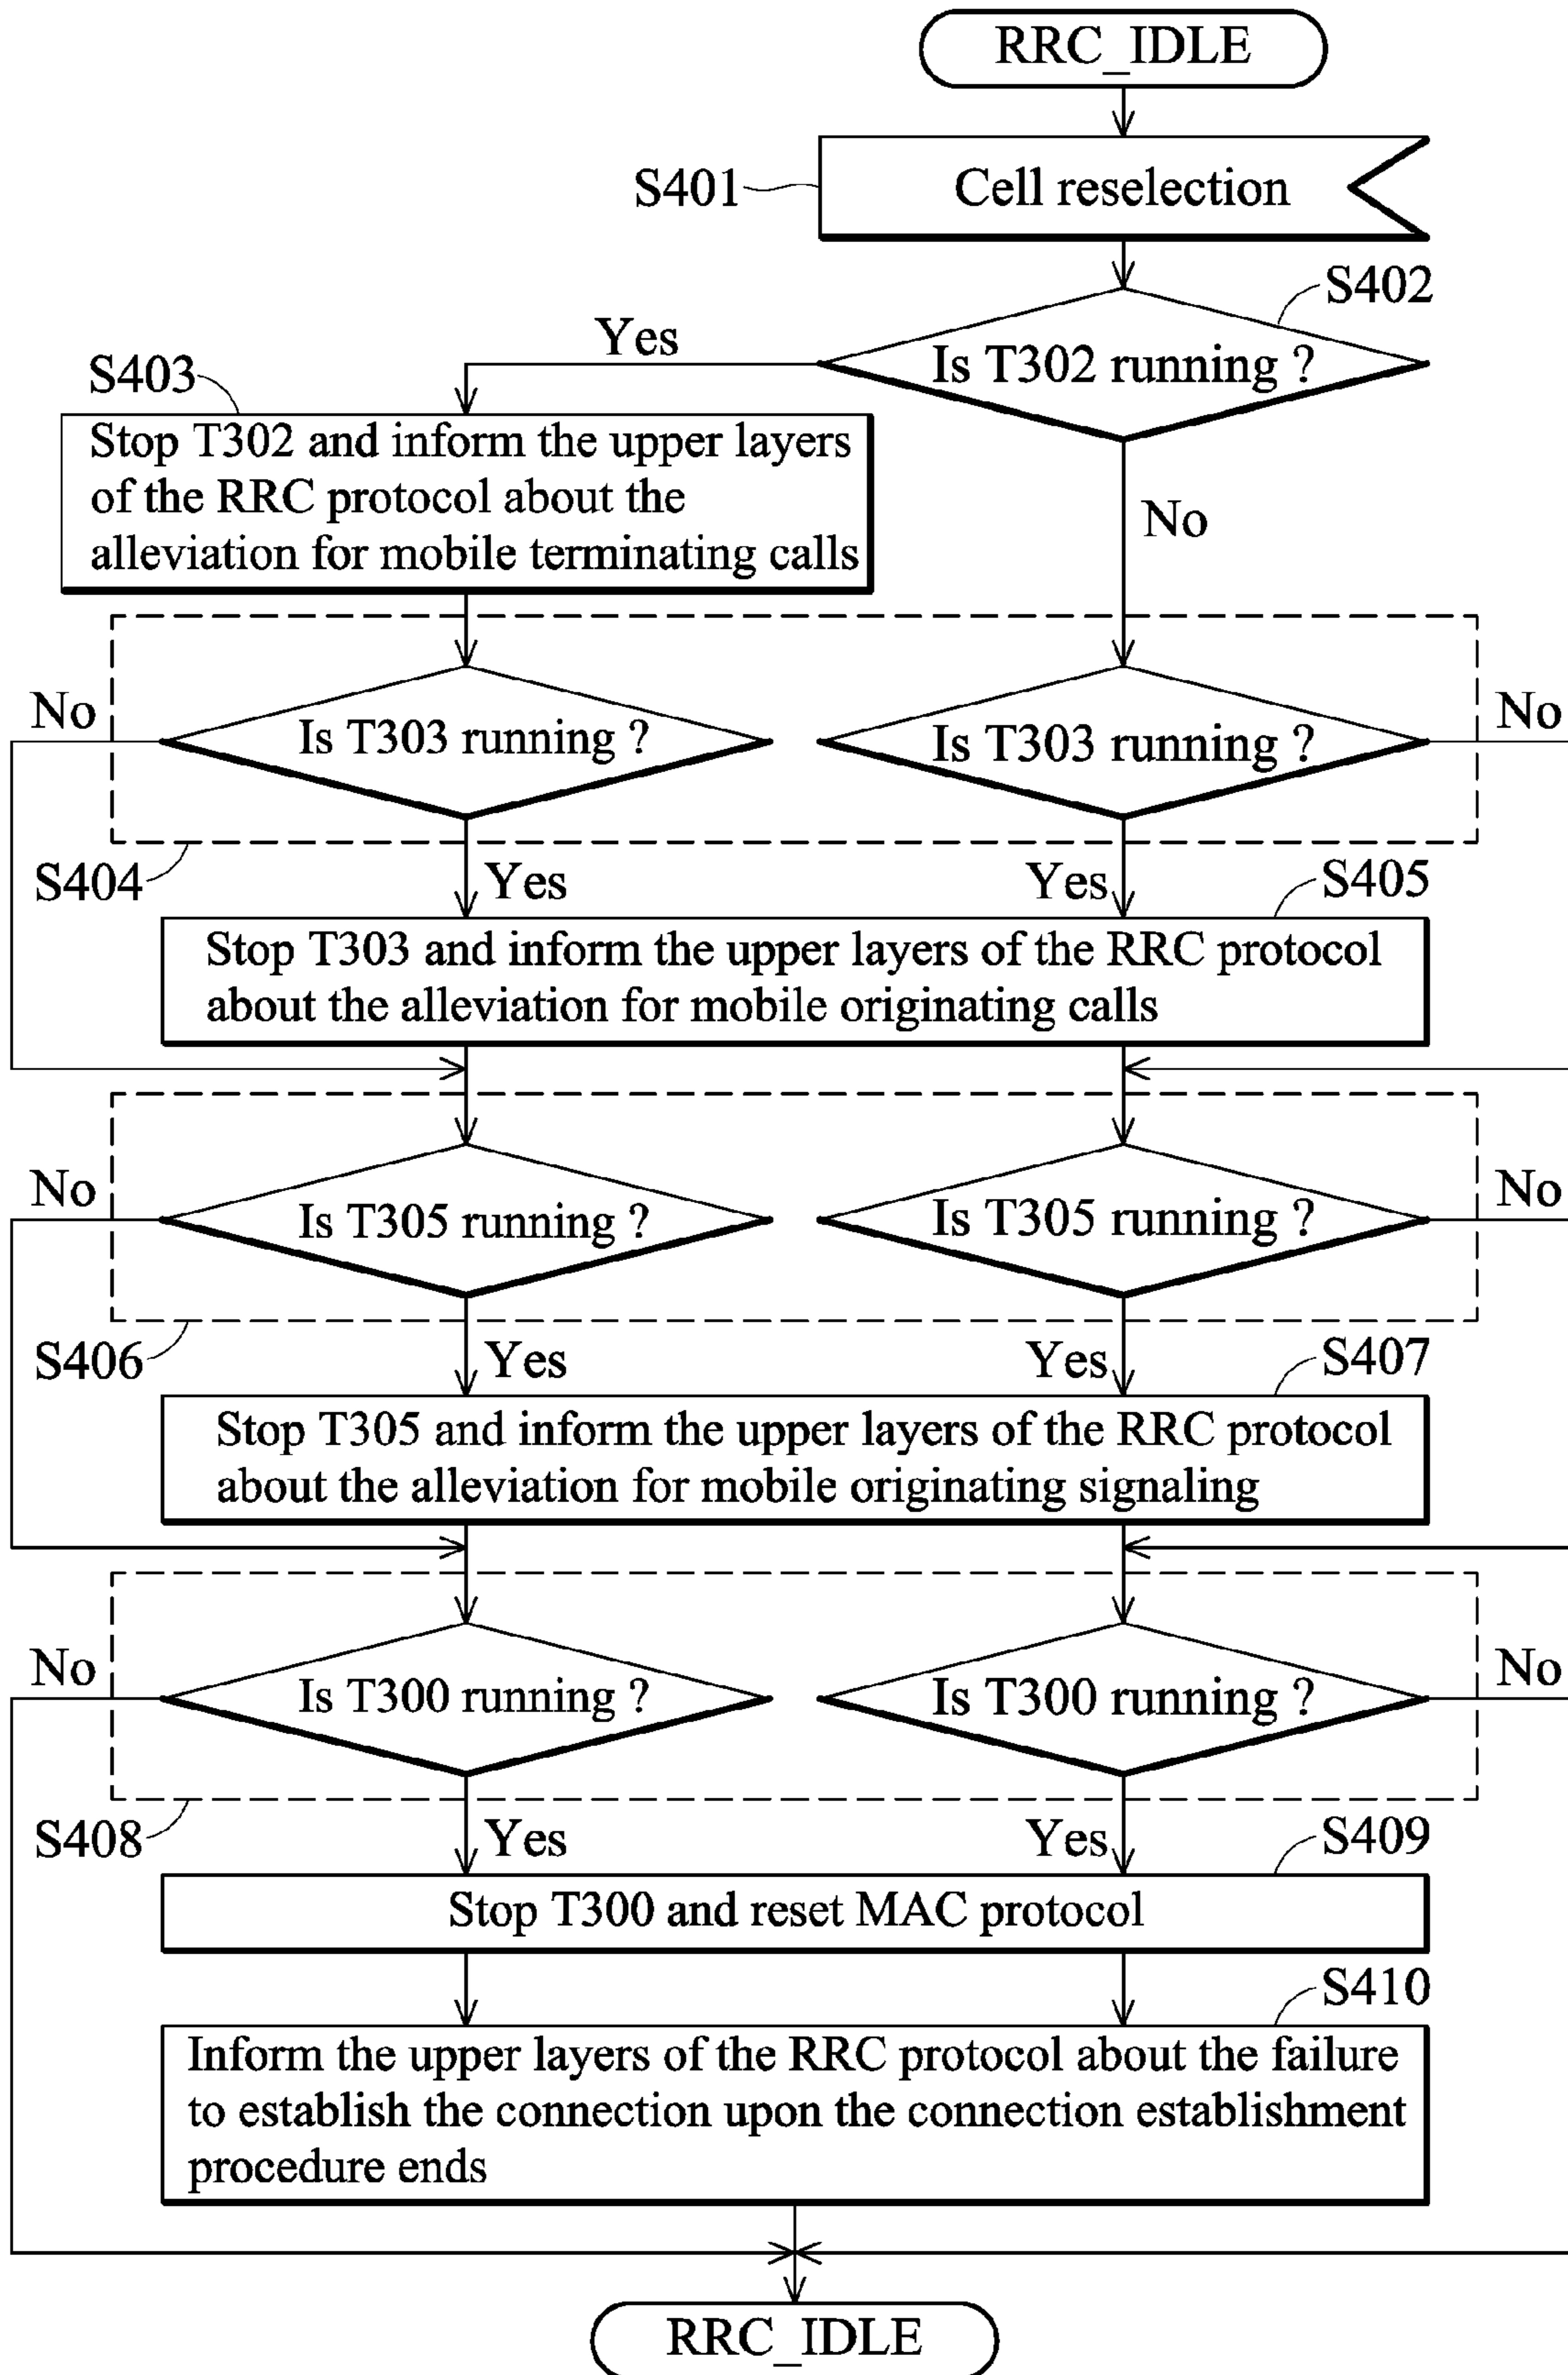 RRC_IDLE
S401
Cell reselection
S402
Yes
Is T302 running ?
S403
Stop T302 and inform the upper layers
of the RRC protocol about the
alleviation for mobile terminating calls
No
No
Is T303 running ?
Is T303 running ?
No
S404
Yes
Yes
S405
Stop T303 and inform the upper layers of the RRC protocol
about the alleviation for mobile originating calls
No
Is T305 running ?
Is T305 running ?
No
S406
Yes
Yes
S407
Stop T305 and inform the upper layers of the RRC protocol
about the alleviation for mobile originating signaling
No
Is T300 running ?
Is T300 running ?
No
S408
Yes
Yes
S409
Stop T300 and reset MAC protocol
S410
Inform the upper layers of the RRC protocol about the failure
to establish the connection upon the connection establishment
procedure ends
RRC_IDLE